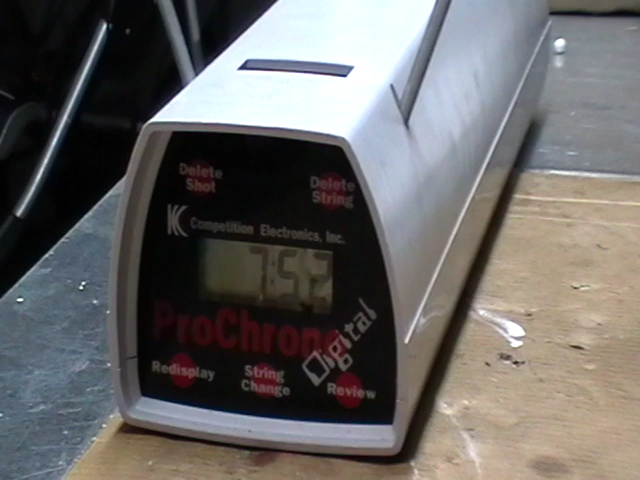 Delete
Shot
Delete
String
Competition Electronics, Inc.
752
ProChrono
Digital
Redisplay
String
Change
Review